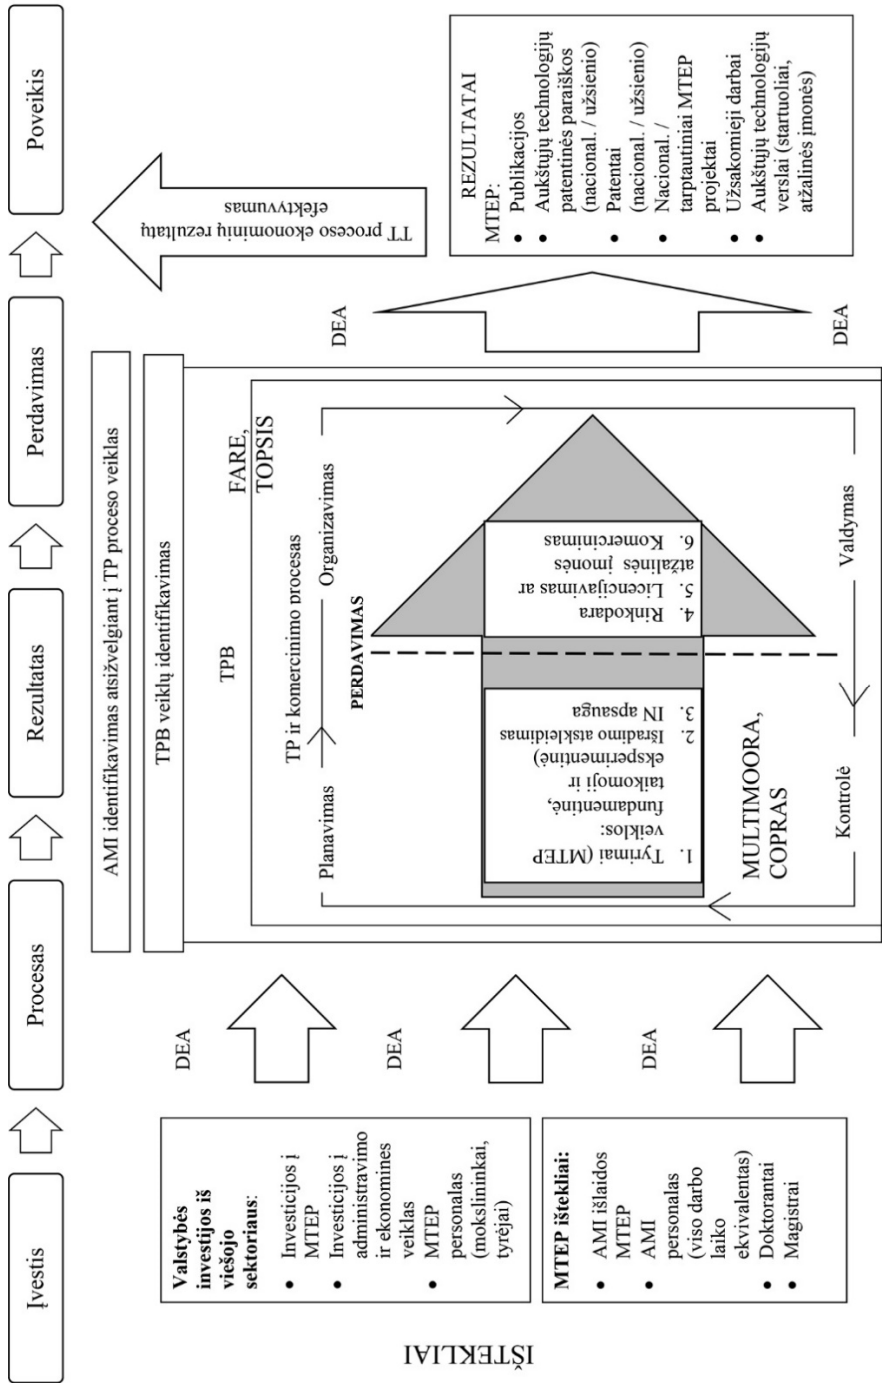 Įvestis
Procesas
Rezultatas
Perdavimas
Poveikis
IŠTEKLIAI
Valstybės
investijos iš
viešojo
sektoriaus:
• Investicijos į
MTEP
• Investicijos į
administravimo
ir ekonomines
veiklas
• MTEP
personalas
(mokslininkai,
tyrėjai)
MTEP ištekliai:
• AMI išlaidos
MTEP
• AMI
personalas
(viso darbo
laiko
ekvivalentas)
• Doktorantai
• Magistrai
DEA
DEA
DEA
AMI identifikavimas atsižvelgiant į TP proceso veiklas
TPB veiklų identifikavimas
TPB
FARE,
TOPSIS
TP ir komercinimo procesas
Planavimas
Organizavimas
PERDAVIMAS
1. Tyrimai (MTEP
veiklos:
fundamentinė,
taikomoji ir
eksperimentinė)
2. Išradimo atskleidimas
3. IN apsauga
4. Rinkodara
5. Licencijavimas ar
atžalinės įmonės
6. Komercinimas
MULTIMOORA,
COPRAS
Kontrolė
Valdymas
DEA
DEA
TT proceso ekonominių rezultatų
efektyvumas
REZULTATAI
MTEP:
• Publikacijos
• Aukštųjų technologijų
patentinės paraiškos
(nacional. / užsienio)
• Patentai
(nacional. / užsienio)
• Nacional. /
tarptautiniai MTEP
projektai
• Užsakomieji darbai
• Aukštųjų technologijų
verslai (startuoliai,
atžalinės įmonės)